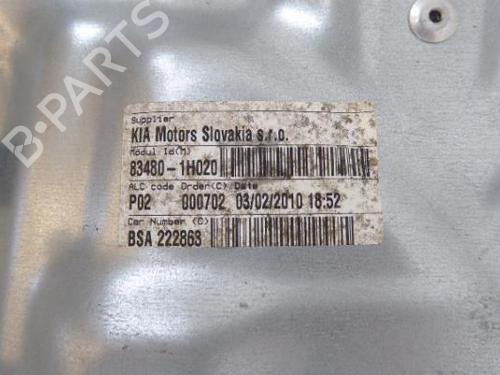 B-PARTS
Supplier
KIA Motors Slovakia s.r.o.
Modul Id(M)
83480-1H020
ALC code Order(C) Date
P02 000702 03/02/2010 18:52
Car Number (C)
BSA 222863